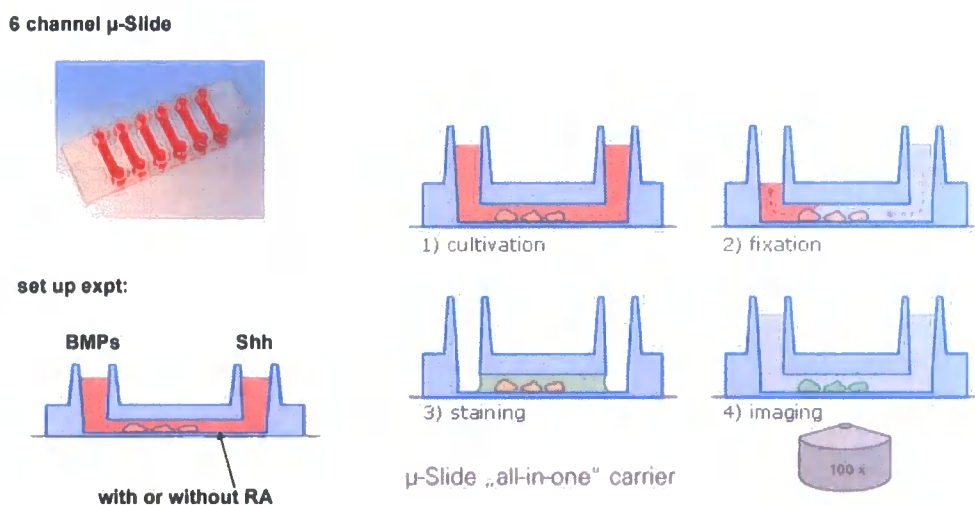 6 channel µ-Slide
1) cultivation
2) fixation
set up expt:
BMPs
Shh
with or without RA
3) staining
4) imaging
µ-Slide „all-in-one“ carrier
100 x